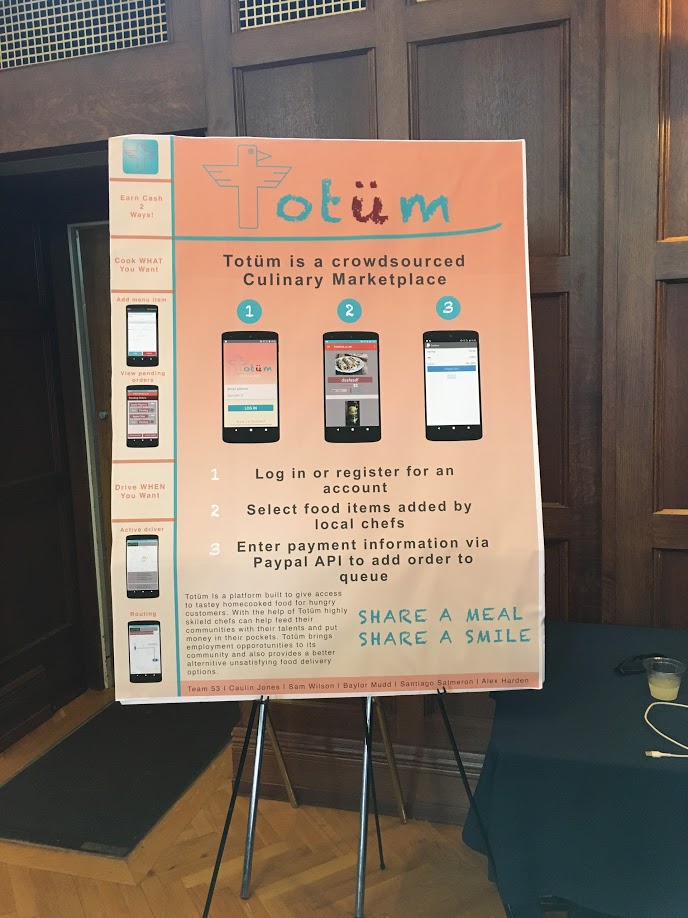 Totüm
Earn Cash
2
Ways!
Cook WHAT
You Want
Add menu item
View pending
orders
Drive WHEN
You Want
Active driver
Routing
Totüm is a crowdsourced
Culinary Marketplace
1
2
3
Totüm
LOG IN
1 Log in or register for an
account
2 Select food items added by
local chefs
3 Enter payment information via
Paypal API to add order to
queue
Totüm is a platform built to give access
to tastey homecooked food for hungry
customers. With the help of Totüm highly
skileld chefs can help feed their
communities with their talents and put
money in their pockets. Totüm brings
employment opporotunities to its
community and also provides a better
alternitive unsatisfying food delivery
options.
SHARE A MEAL
SHARE A SMILE
Team 53 | Caulin Jones | Sam Wilson | Baylor Mudd | Santiago Salmeron | Alex Harden